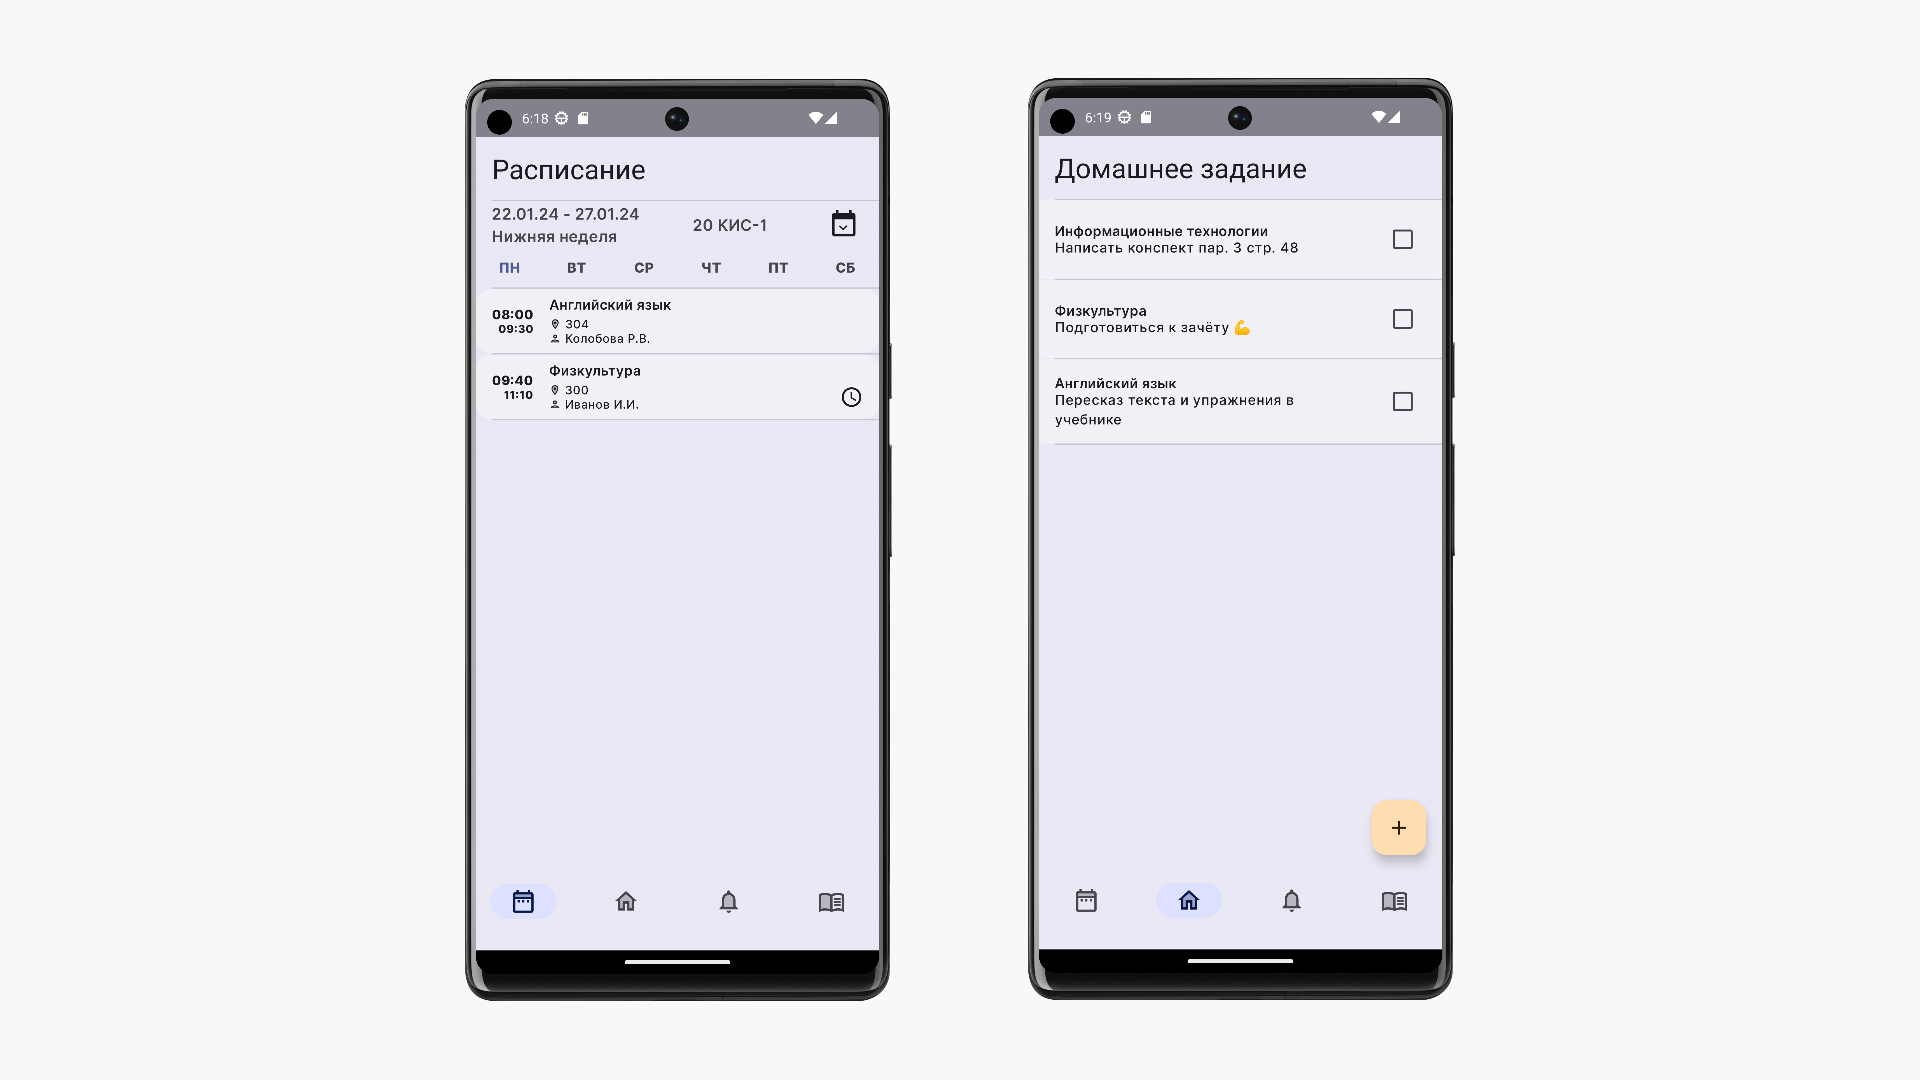 6:18
Расписание
22.01.24 - 27.01.24
Нижняя неделя
20 КИС-1
ПН ВТ СР ЧТ ПТ СБ
08:00
09:30
Английский язык
304
Колобова Р.В.
09:40
11:10
Физкультура
300
Иванов И.И.
6:19
Домашнее задание
Информационные технологии
Написать конспект пар. 3 стр. 48
Физкультура
Подготовиться к зачёту 💪
Английский язык
Пересказ текста и упражнения в
учебнике